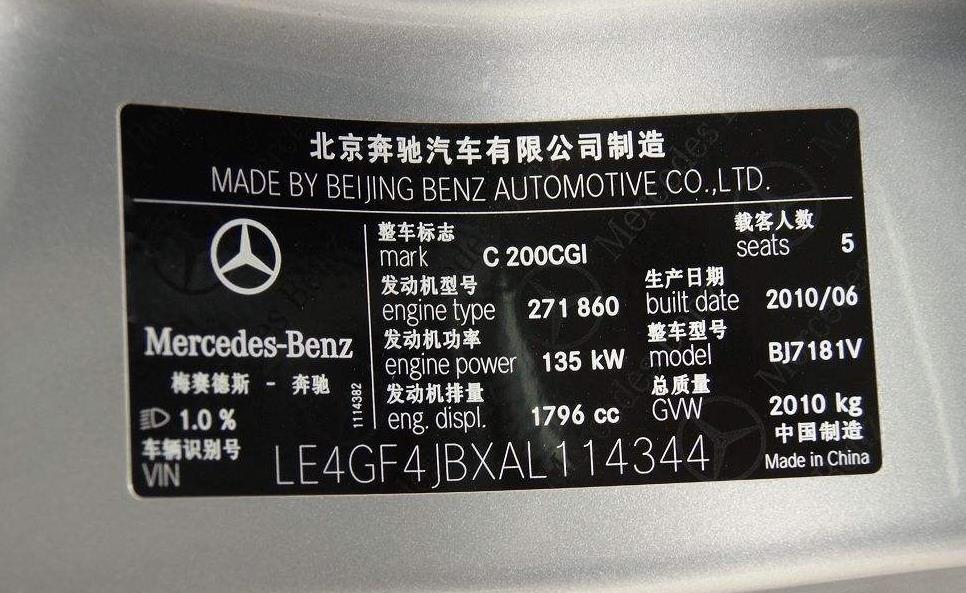 北京奔驰汽车有限公司制造
MADE BY BEIJING BENZ AUTOMOTIVE CO.,LTD.
Mercedes-Benz
梅赛德斯 - 奔驰
1.0 %
1114382
整车标志
mark C 200CGI
载客人数
seats 5
发动机型号
engine type 271 860
生产日期
built date 2010/06
发动机功率
engine power 135 kW
整车型号
model BJ7181V
发动机排量
eng. displ. 1796 cc
总质量
GVW 2010 kg
车辆识别号
VIN LE4GF4JBXAL114344
中国制造
Made in China